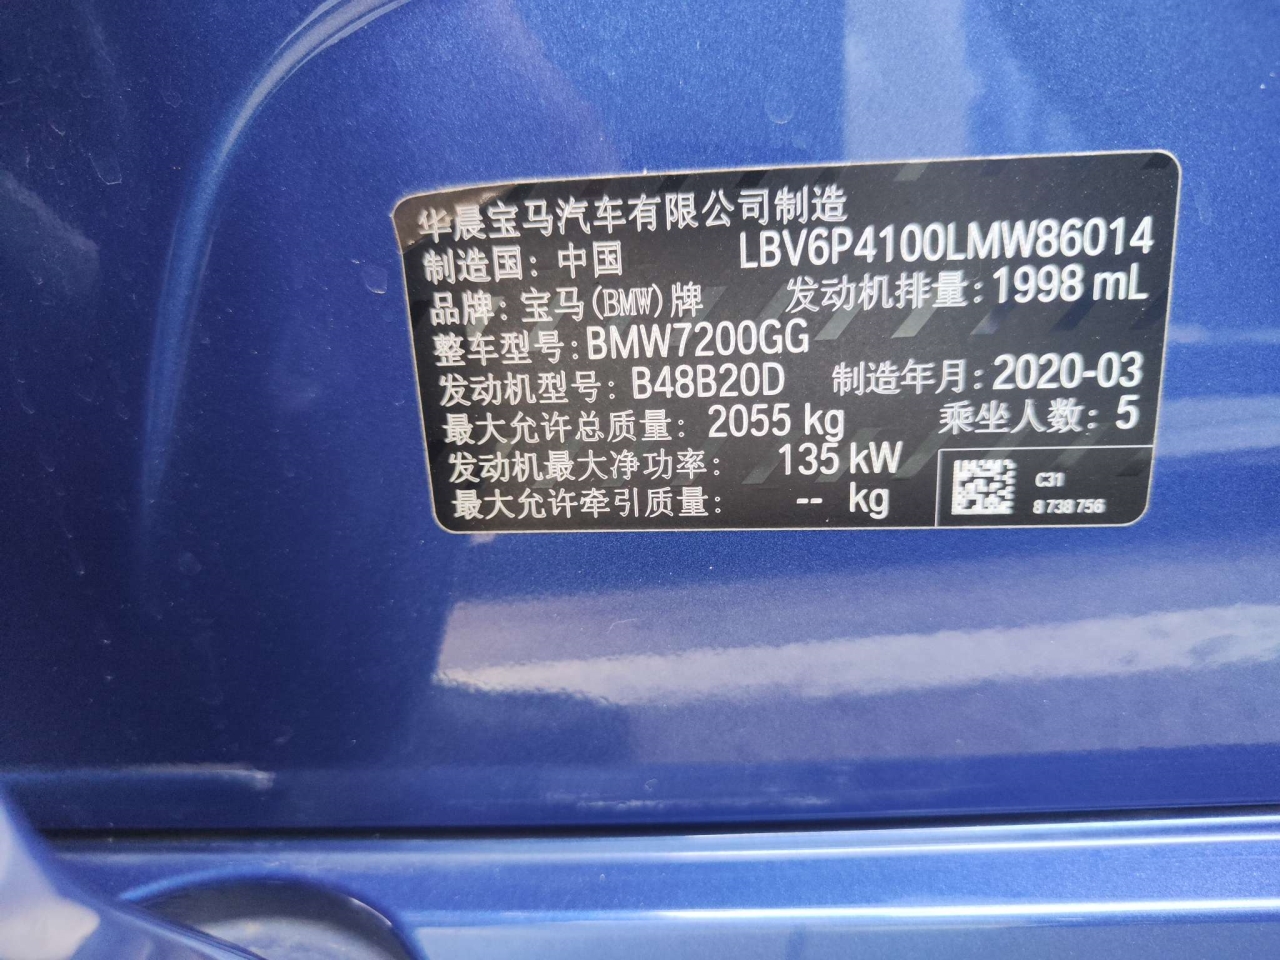 华晨宝马汽车有限公司制造
制造国：中国 LBV6P4100LMW86014
品牌：宝马(BMW)牌 发动机排量：1998 mL
整车型号：BMW7200GG
发动机型号：B48B20D 制造年月：2020-03
最大允许总质量：2055 kg 乘坐人数：5
发动机最大净功率：135 kW
最大允许牵引质量：-- kg
C31
8 738 756